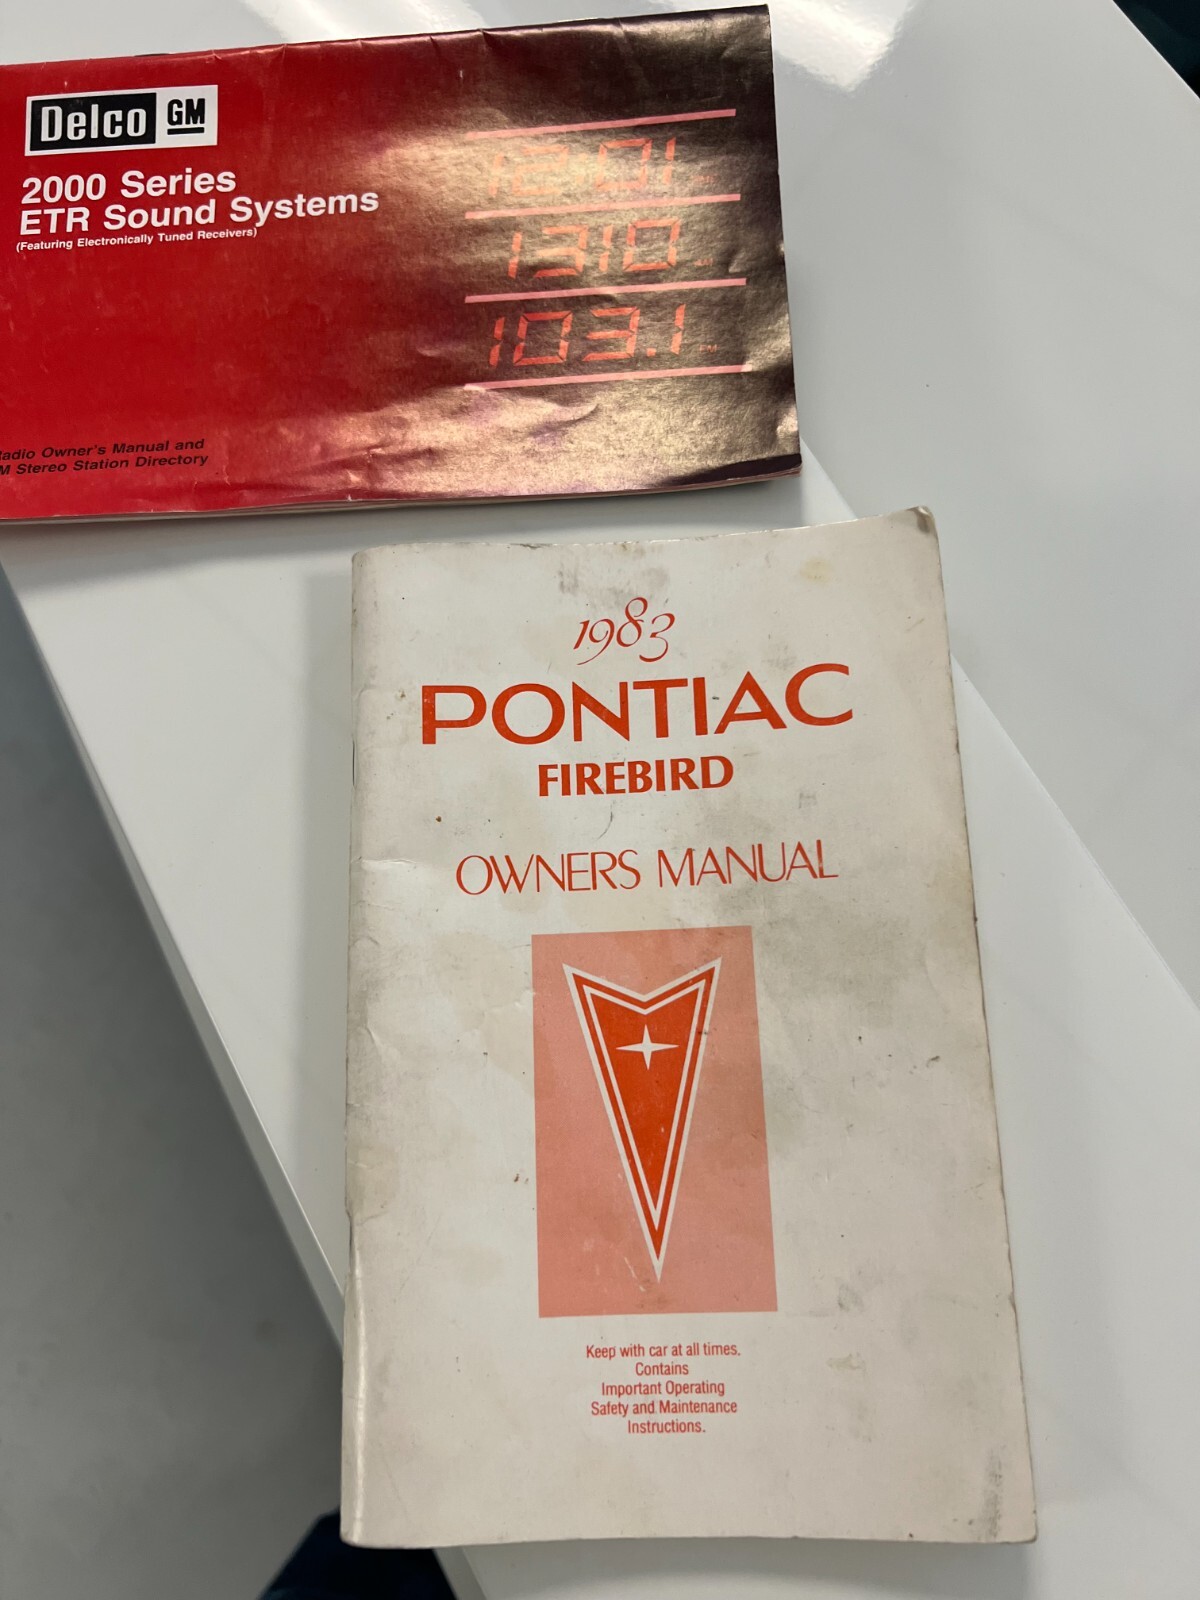 Delco GM
2000 Series
ETR Sound Systems
(Featuring Electronically Tuned Receivers)
12:01
1310
103.1
Owner's Manual and
Stereo Station Directory
1983
PONTIAC
FIREBIRD
OWNERS MANUAL
Keep with car at all times.
Contains
Important Operating
Safety and Maintenance
Instructions.